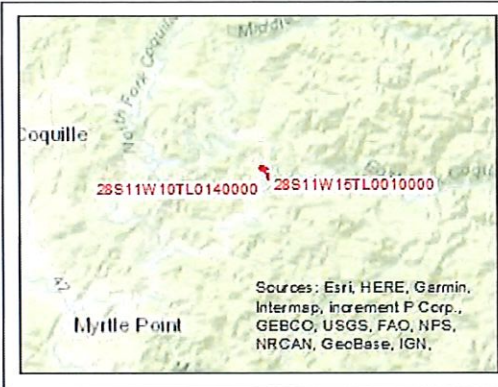 Middle
North Fork Coquille
Coquille
28S11W10TL0140000
28S11W15TL0010000
Sources: Esri, HERE, Garmin,
Intermap, increment P Corp.,
GEBCO, USGS, FAO, NPS,
NRCAN, GeoBase, IGN,
Myrtle Point